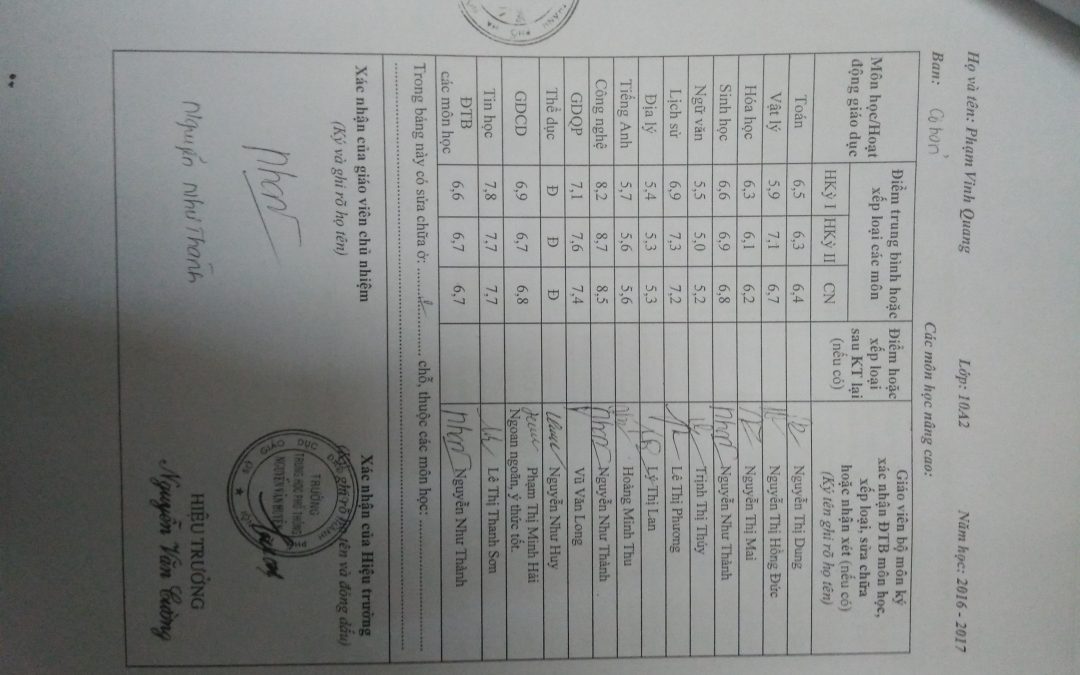 Họ và tên: Phạm Vinh Quang Lớp: 10A2 Năm học: 2016 - 2017
Ban: Cơ bản Các môn học nâng cao:
Môn học/Hoạt động giáo dục | Điểm trung bình hoặc xếp loại các môn | Điểm hoặc xếp loại sau KT lại (nếu có) | Giáo viên bộ môn ký xác nhận ĐTB môn học, xếp loại, sửa chữa hoặc nhận xét (nếu có) (Ký tên ghi rõ họ tên)
HKỳ I | HKỳ II | CN
Toán 6,5 6,3 6,4 Nguyễn Thị Dung
Vật lý 5,9 7,1 6,7 Nguyễn Thị Hồng Đức
Hóa học 6,3 6,1 6,2 Nguyễn Thị Mai
Sinh học 6,6 6,9 6,8 Nguyễn Như Thành
Ngữ văn 5,5 5,0 5,2 Trịnh Thị Thúy
Lịch sử 6,9 7,3 7,2 Lê Thị Phương
Địa lý 5,4 5,3 5,3 Lý Thị Lan
Tiếng Anh 5,7 5,6 5,6 Hoàng Minh Thu
Công nghệ 8,2 8,7 8,5 Nguyễn Như Thành
GDQP 7,1 7,6 7,4 Vũ Văn Long
Thể dục Đ Đ Đ Nguyễn Như Huy
GDCD 6,9 6,7 6,8 Phạm Thị Minh Hải
Ngoan ngoãn, ý thức tốt.
Tin học 7,8 7,7 7,7 Lê Thị Thanh Sơn
ĐTB các môn học 6,6 6,7 6,7 Nguyễn Như Thành
Trong bảng này có sửa chữa ở: ................ chỗ, thuộc các môn học: ................
Xác nhận của giáo viên chủ nhiệm Xác nhận của Hiệu trưởng
(Ký và ghi rõ họ tên) (Ký, ghi rõ họ tên và đóng dấu)
TRƯỜNG
TRUNG HỌC PHỔ THÔNG
HIỆU TRƯỞNG
Nguyễn Như Thành Nguyễn Văn Cường